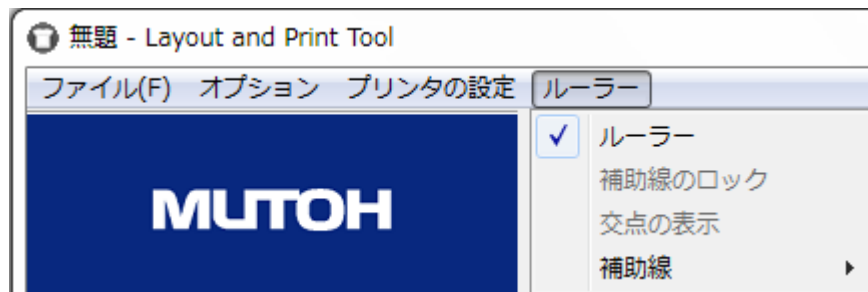 無題 - Layout and Print Tool
ファイル(F) オプション プリンタの設定 ルーラー
MUTOH
ルーラー
補助線のロック
交点の表示
補助線